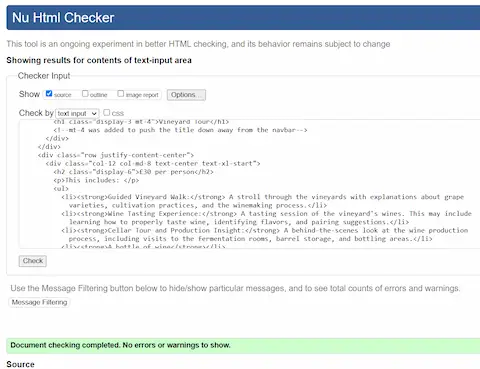 Nu Html Checker
This tool is an ongoing experiment in better HTML checking, and its behavior remains subject to change
Showing results for contents of text-input area
Checker Input
Show source outline image report Options...
Check by text input css
<h1 class="display-3 mt-4">Vineyard Tour</h1>
<!--mt-4 was added to push the title down away from the navbar-->
</div>
</div>
<div class="row justify-content-center">
<div class="col-12 col-md-8 text-center text-xl-start">
<h2 class="display-6">£30 per person</h2>
<p>This includes: </p>
<ul>
<li><strong>Guided Vineyard Walk:</strong> A stroll through the vineyards with explanations about grape
varieties, cultivation practices, and the winemaking process.</li>
<li><strong>Wine Tasting Experience:</strong> A tasting session of the vineyard's wines. This may include
learning how to properly taste wine, identifying flavors, and pairing suggestions.</li>
<li><strong>Cellar Tour and Production Insight:</strong> A behind-the-scenes look at the wine production
process, including visits to the fermentation rooms, barrel storage, and bottling areas.</li>
<li><strong>A bottle of wine</strong></li>
Check
Use the Message Filtering button below to hide/show particular messages, and to see total counts of errors and warnings.
Message Filtering
Document checking completed. No errors or warnings to show.
Source